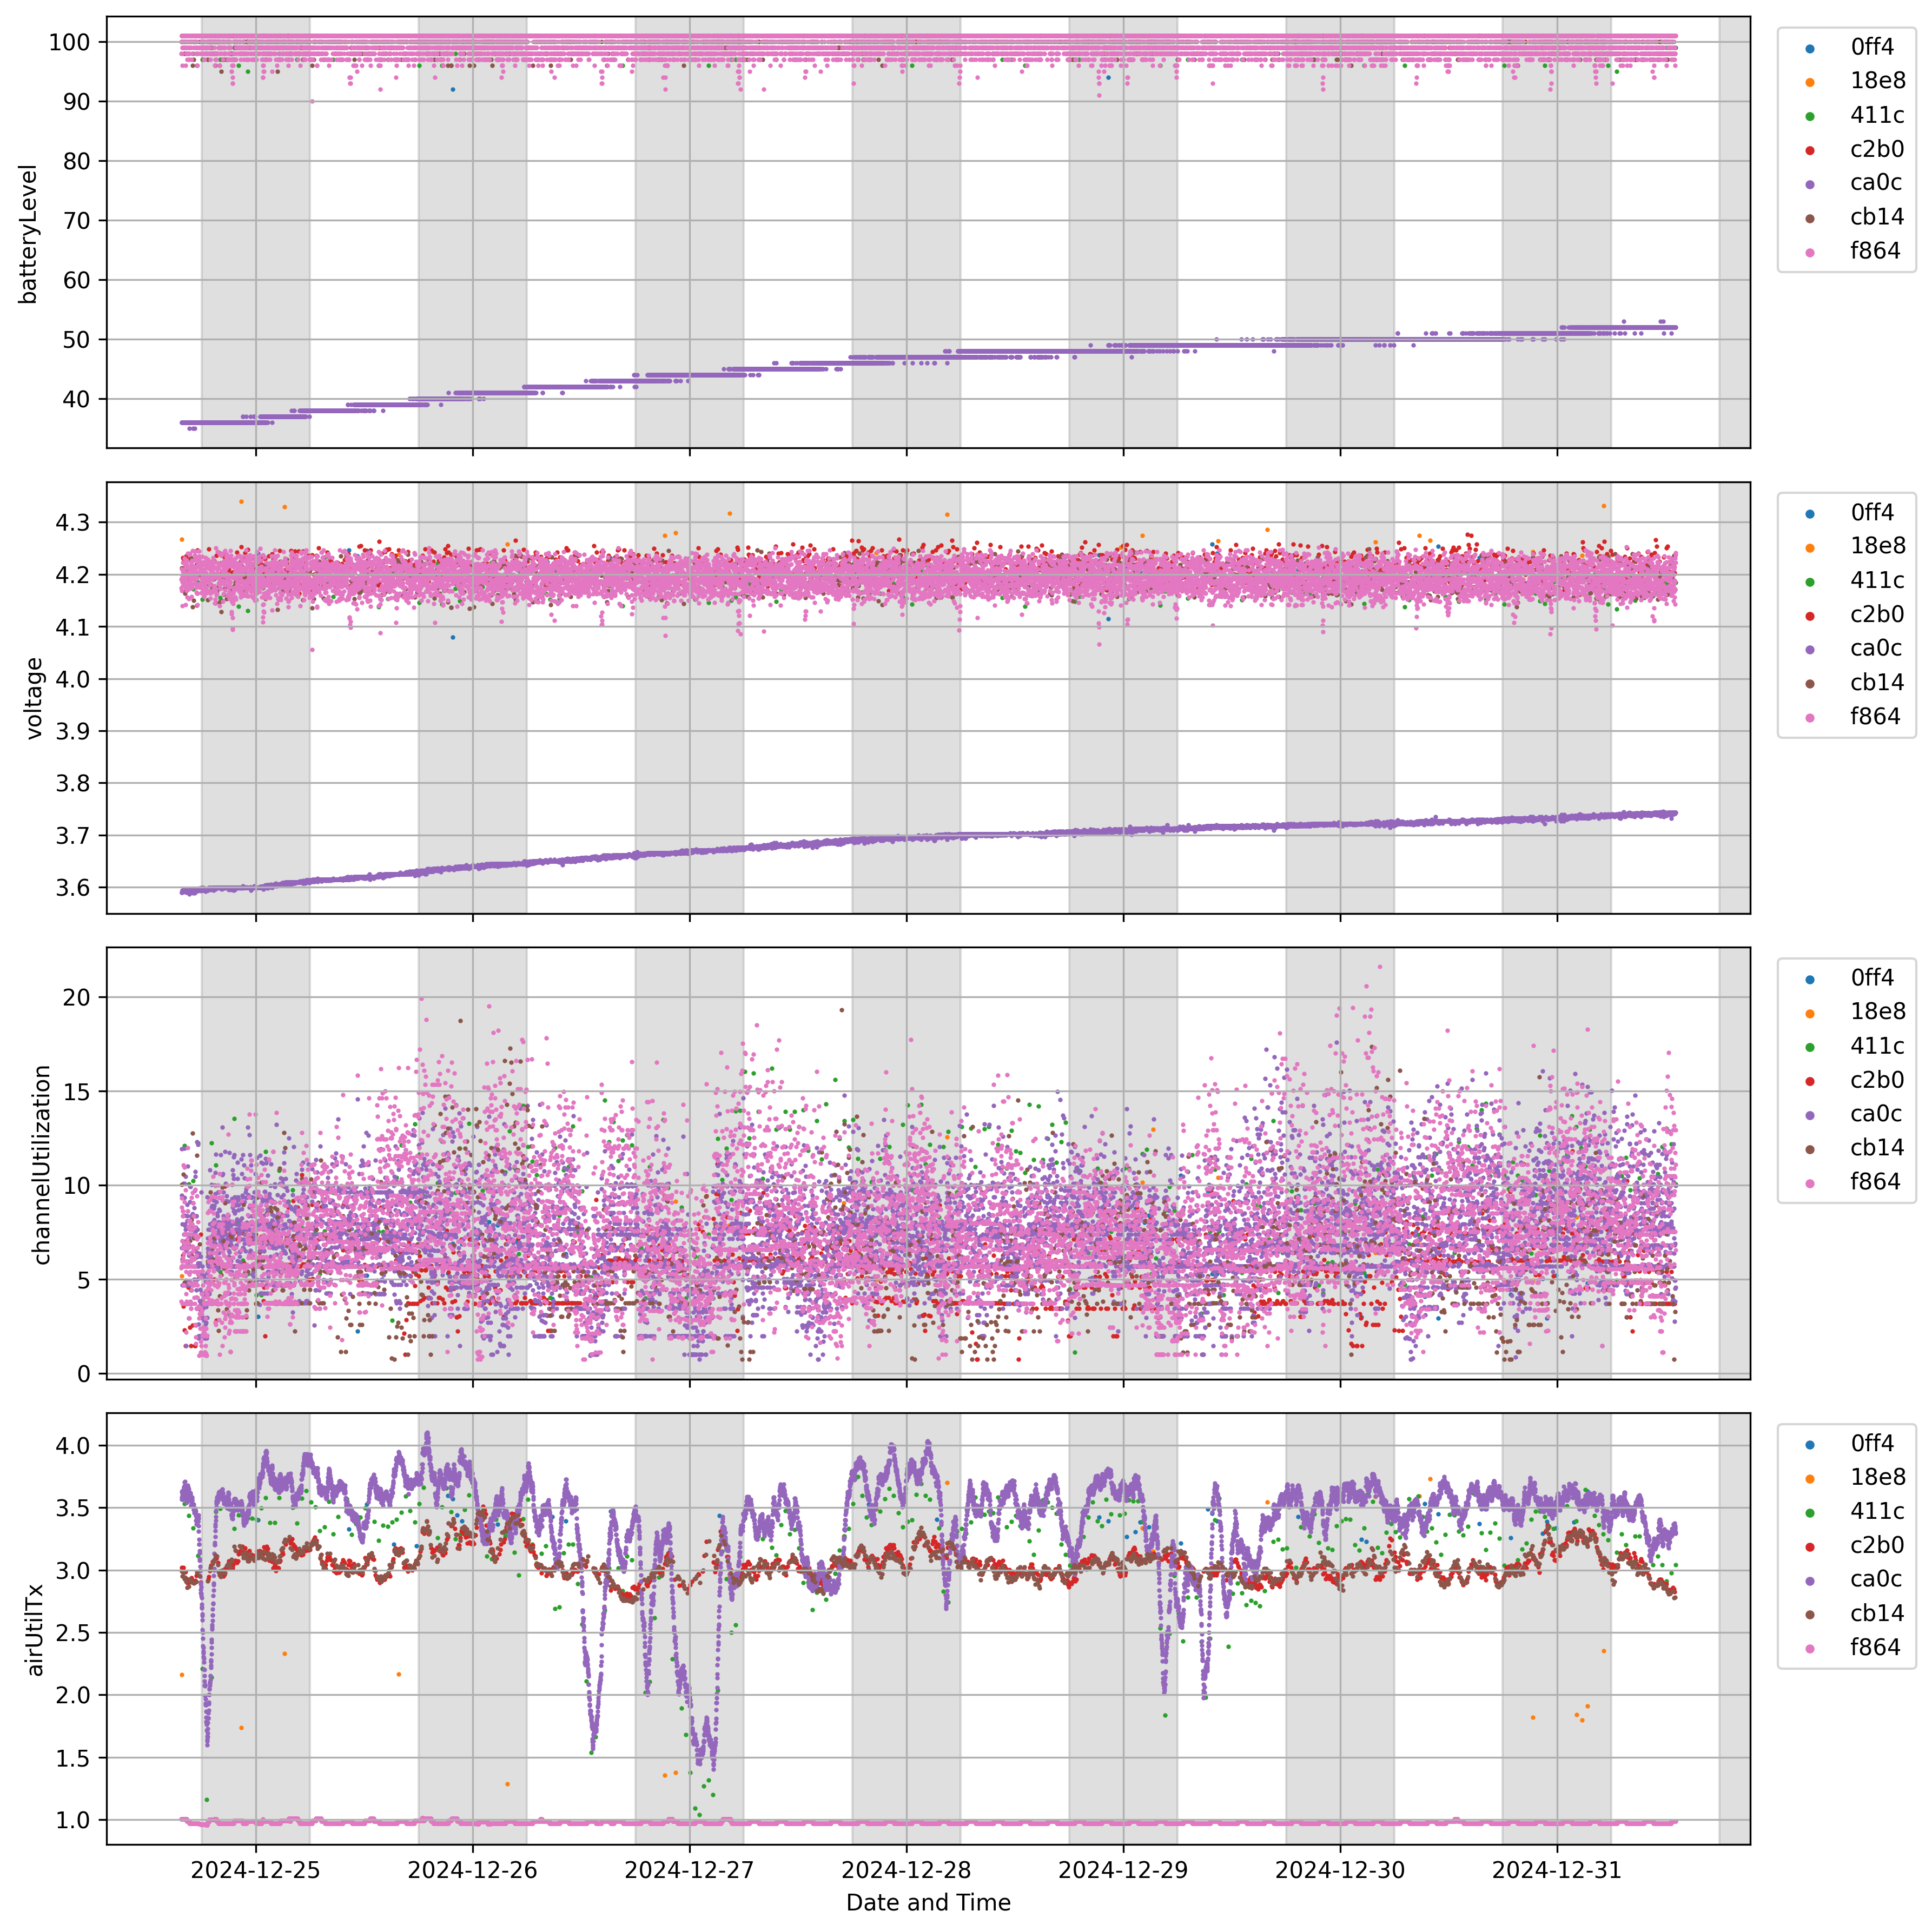 100
90
80
70
60
50
40
batteryLevel
0ff4
18e8
411c
c2b0
ca0c
cb14
f864
4.3
4.2
4.1
4.0
3.9
3.8
3.7
3.6
voltage
0ff4
18e8
411c
c2b0
ca0c
cb14
f864
20
15
10
5
0
channelUtilization
0ff4
18e8
411c
c2b0
ca0c
cb14
f864
4.0
3.5
3.0
2.5
2.0
1.5
1.0
airUtilTx
0ff4
18e8
411c
c2b0
ca0c
cb14
f864
2024-12-25
2024-12-26
2024-12-27
2024-12-28
2024-12-29
2024-12-30
2024-12-31
Date and Time